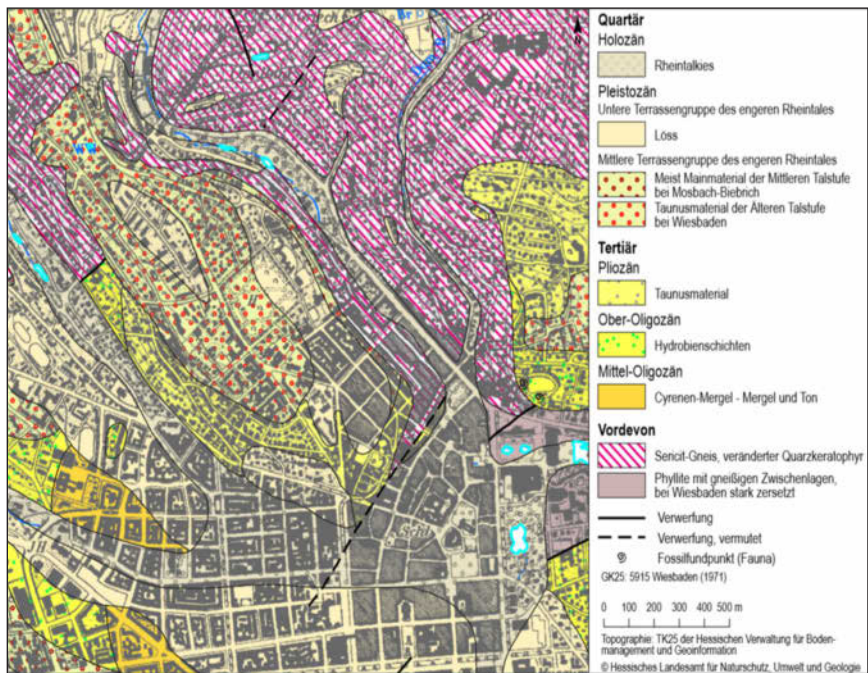 Quartär
Holozän
Rheintalkies
Pleistozän
Untere Terrassengruppe des engeren Rheintales
Löss
Mittlere Terrassengruppe des engeren Rheintales
Meist Mainmaterial der Mittleren Talstufe
bei Mosbach-Biebrich
Taunusmaterial der Älteren Talstufe
bei Wiesbaden
Tertiär
Pliozän
Taunusmaterial
Ober-Oligozän
Hydrobienschichten
Mittel-Oligozän
Cyrenen-Mergel - Mergel und Ton
Vordevon
Sericit-Gneis, veränderter Quarzkeratophyr
Phyllite mit gneißigen Zwischenlagen,
bei Wiesbaden stark zersetzt
Verwerfung
Verwerfung, vermutet
Fossilfundpunkt (Fauna)
GK25: 5915 Wiesbaden (1971)
0 100 200 300 400 500 m
Topographie: TK25 der Hessischen Verwaltung für Boden-
management und Geoinformation
© Hessisches Landesamt für Naturschutz, Umwelt und Geologie
N
Br
WW